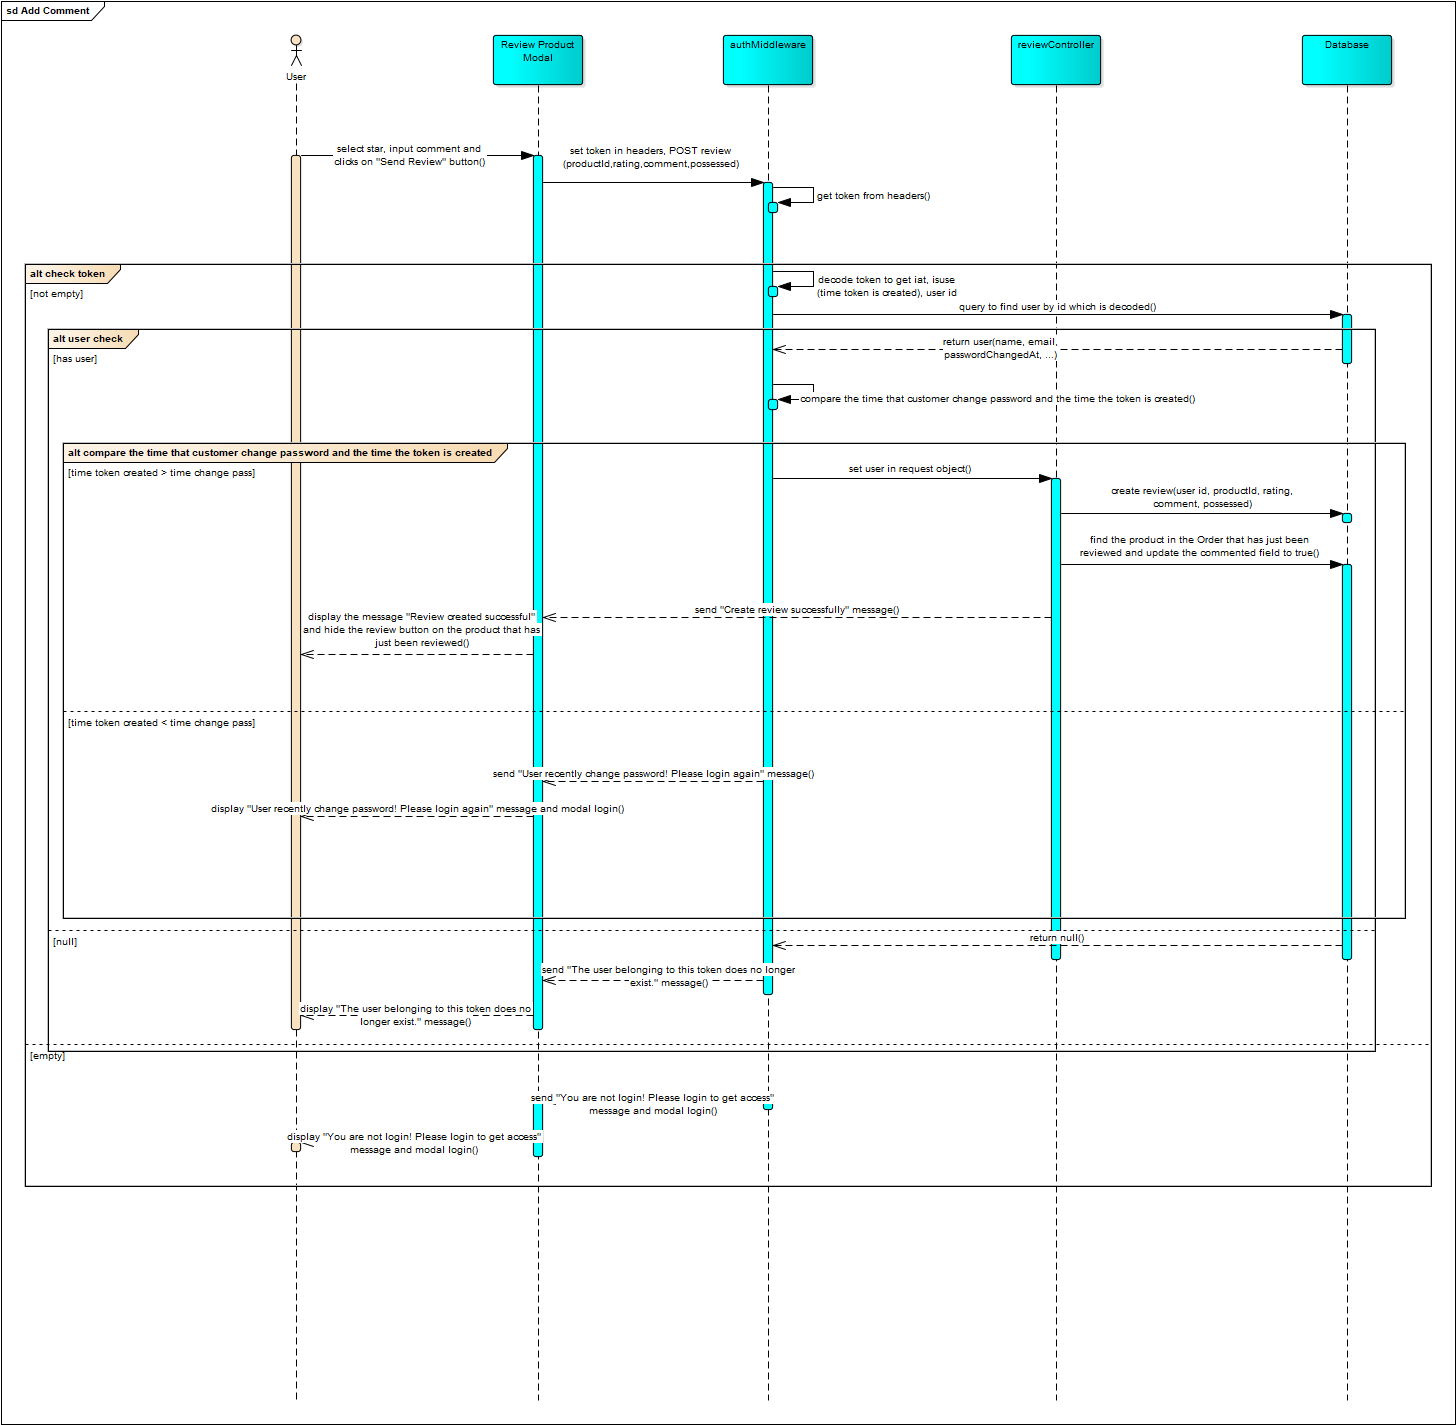 sd Add Comment
User
Review Product
Modal
authMiddleware
reviewController
Database
select star, input comment and
clicks on "Send Review" button()
set token in headers, POST review
(productId,rating,comment,possessed)
get token from headers()
alt check token
[not empty]
decode token to get iat, isuse
(time token is created), user id
query to find user by id which is decoded()
alt user check
[has user]
return user(name, email,
passwordChangedAt, ...)
compare the time that customer change password and the time the token is created()
alt compare the time that customer change password and the time the token is created
[time token created > time change pass]
set user in request object()
create review(user id, productId, rating,
comment, possessed)
find the product in the Order that has just been
reviewed and update the commented field to true()
send "Create review successfully" message()
display the message "Review created successful"
and hide the review button on the product that has
just been reviewed()
[time token created < time change pass]
send "User recently change password! Please login again" message()
display "User recently change password! Please login again" message and modal login()
[null]
return null()
send "The user belonging to this token does no longer
exist." message()
display "The user belonging to this token does no
longer exist." message()
[empty]
send "You are not login! Please login to get access"
message and modal login()
display "You are not login! Please login to get access"
message and modal login()